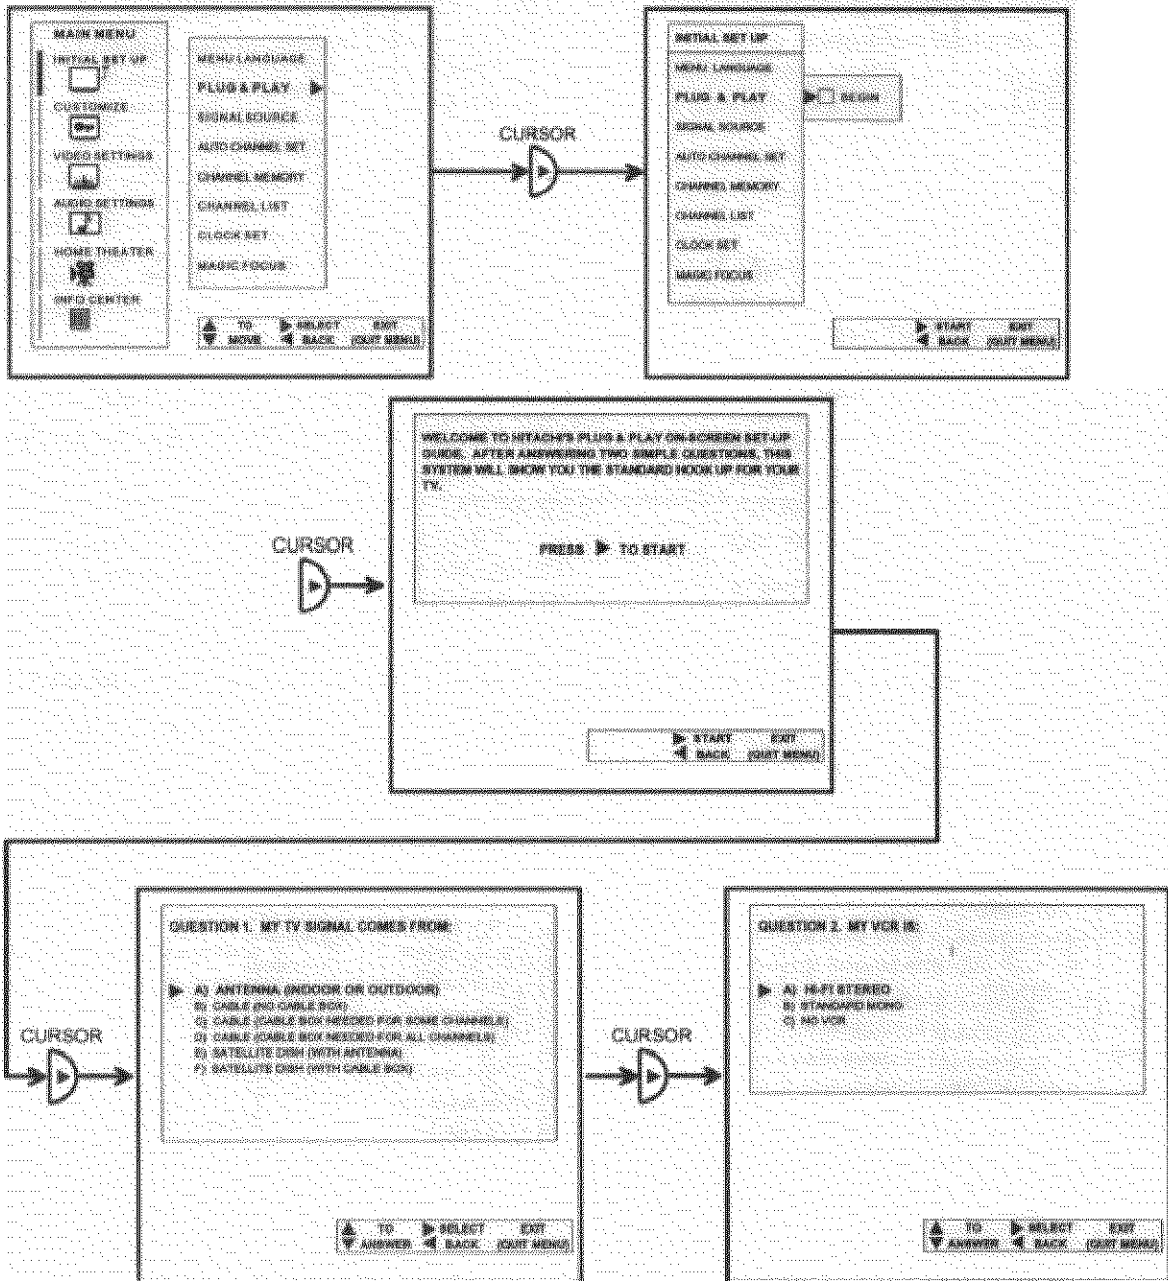 MAIN MENU
INITIAL SET UP
CUSTOMIZE
VIDEO SETTINGS
AUDIO SETTINGS
HOME THEATER
INFO CENTER
MENU LANGUAGE
PLUG & PLAY
SIGNAL SOURCE
AUTO CHANNEL SET
CHANNEL MEMORY
CHANNEL LIST
CLOCK SET
MAGIC FOCUS
TO SELECT EXIT
MOVE BACK (QUIT MENU)
CURSOR
INITIAL SET UP
MENU LANGUAGE
PLUG & PLAY BEGIN
SIGNAL SOURCE
AUTO CHANNEL SET
CHANNEL MEMORY
CHANNEL LIST
CLOCK SET
MAGIC FOCUS
START EXIT
BACK (QUIT MENU)
CURSOR
WELCOME TO HITACHI'S PLUG & PLAY ON-SCREEN SET-UP
GUIDE. AFTER ANSWERING TWO SIMPLE QUESTIONS, THIS
SYSTEM WILL SHOW YOU THE STANDARD HOOK UP FOR YOUR
TV.
PRESS ▶ TO START
START EXIT
BACK (QUIT MENU)
CURSOR
QUESTION 1. MY TV SIGNAL COMES FROM:
A) ANTENNA (INDOOR OR OUTDOOR)
B) CABLE (NO CABLE BOX)
C) CABLE (CABLE BOX NEEDED FOR SOME CHANNELS)
D) CABLE (CABLE BOX NEEDED FOR ALL CHANNELS)
E) SATELLITE DISH (WITH ANTENNA)
F) SATELLITE DISH (WITH CABLE BOX)
TO SELECT EXIT
ANSWER BACK (QUIT MENU)
CURSOR
QUESTION 2. MY VCR IS:
A) HI-FI STEREO
B) STANDARD MONO
C) NO VCR
TO SELECT EXIT
ANSWER BACK (QUIT MENU)